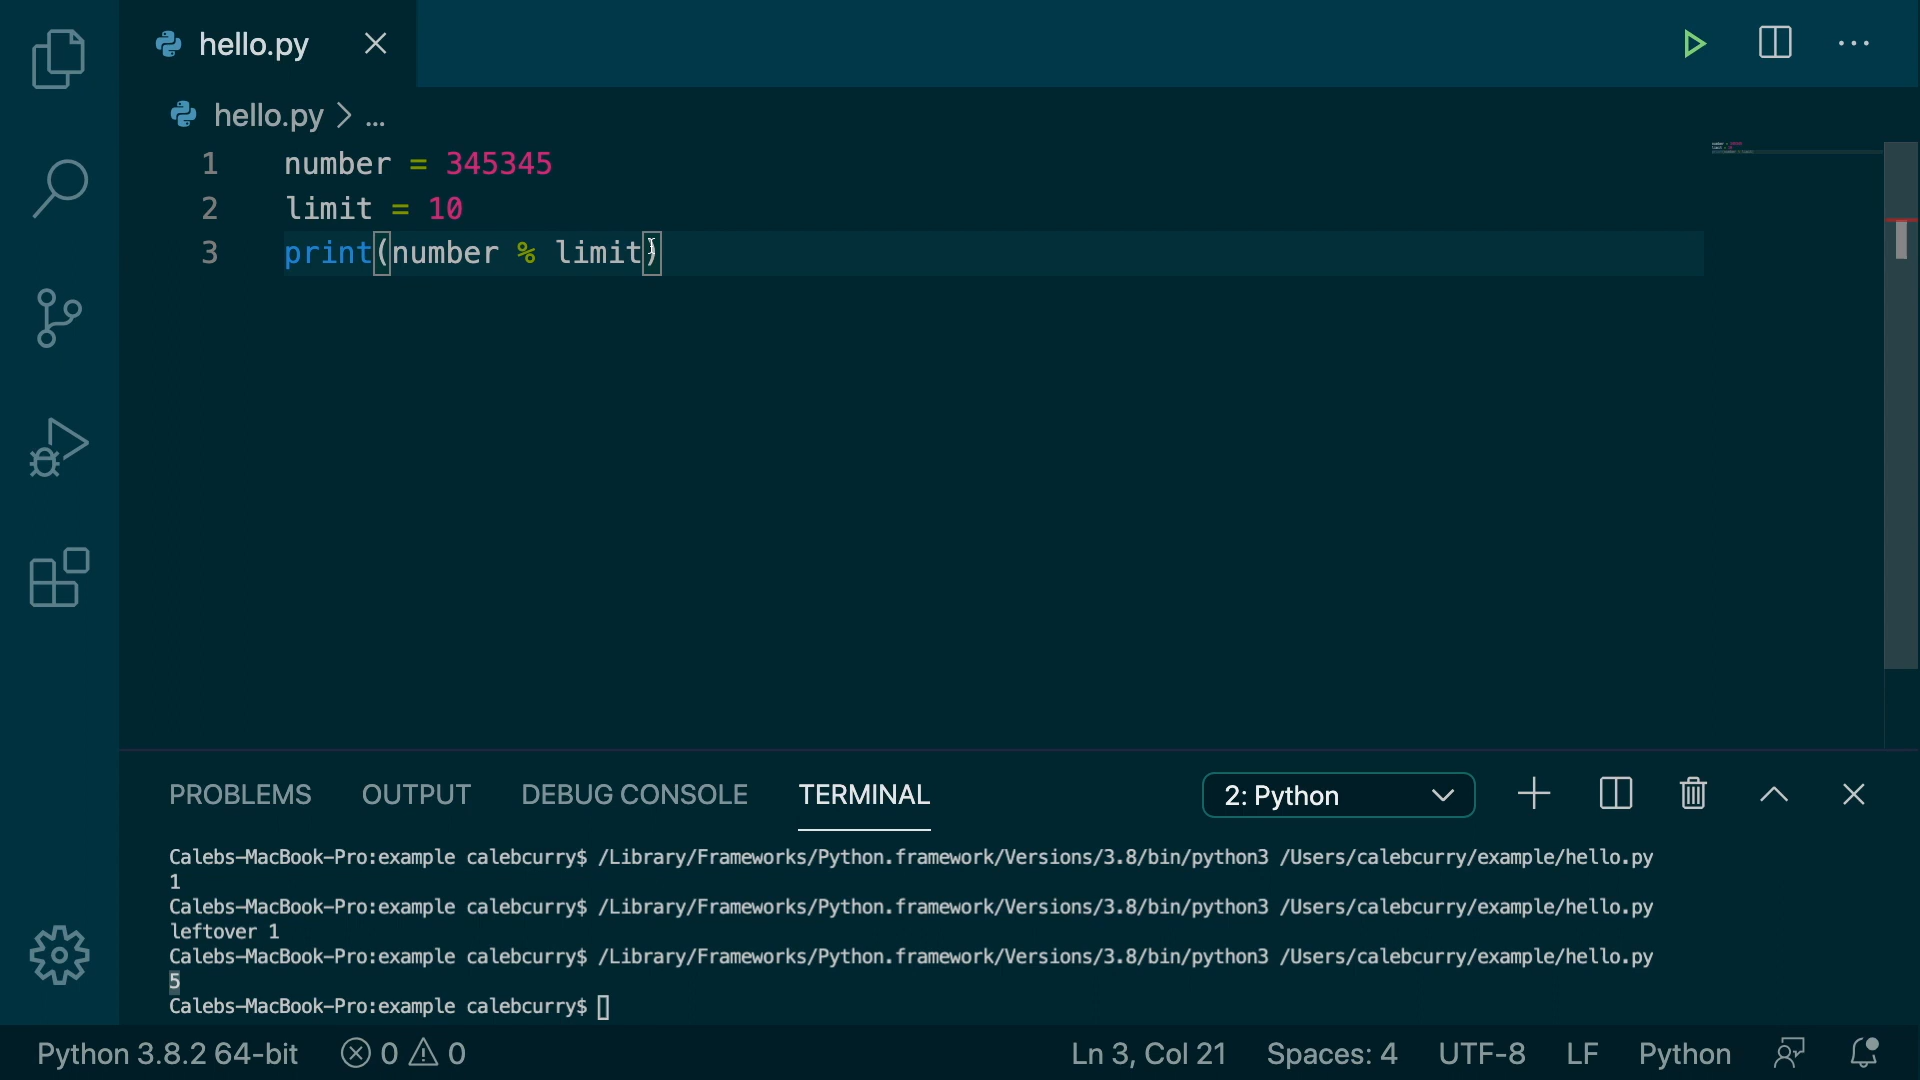 hello.py
hello.py > ...
1 number = 345345
2 limit = 10
3 print(number % limit)
PROBLEMS OUTPUT DEBUG CONSOLE TERMINAL 2: Python
Calebs-MacBook-Pro:example calebcurry$ /Library/Frameworks/Python.framework/Versions/3.8/bin/python3 /Users/calebcurry/example/hello.py
1
Calebs-MacBook-Pro:example calebcurry$ /Library/Frameworks/Python.framework/Versions/3.8/bin/python3 /Users/calebcurry/example/hello.py
leftover 1
Calebs-MacBook-Pro:example calebcurry$ /Library/Frameworks/Python.framework/Versions/3.8/bin/python3 /Users/calebcurry/example/hello.py
5
Calebs-MacBook-Pro:example calebcurry$
Python 3.8.2 64-bit 0 0 Ln 3, Col 21 Spaces: 4 UTF-8 LF Python